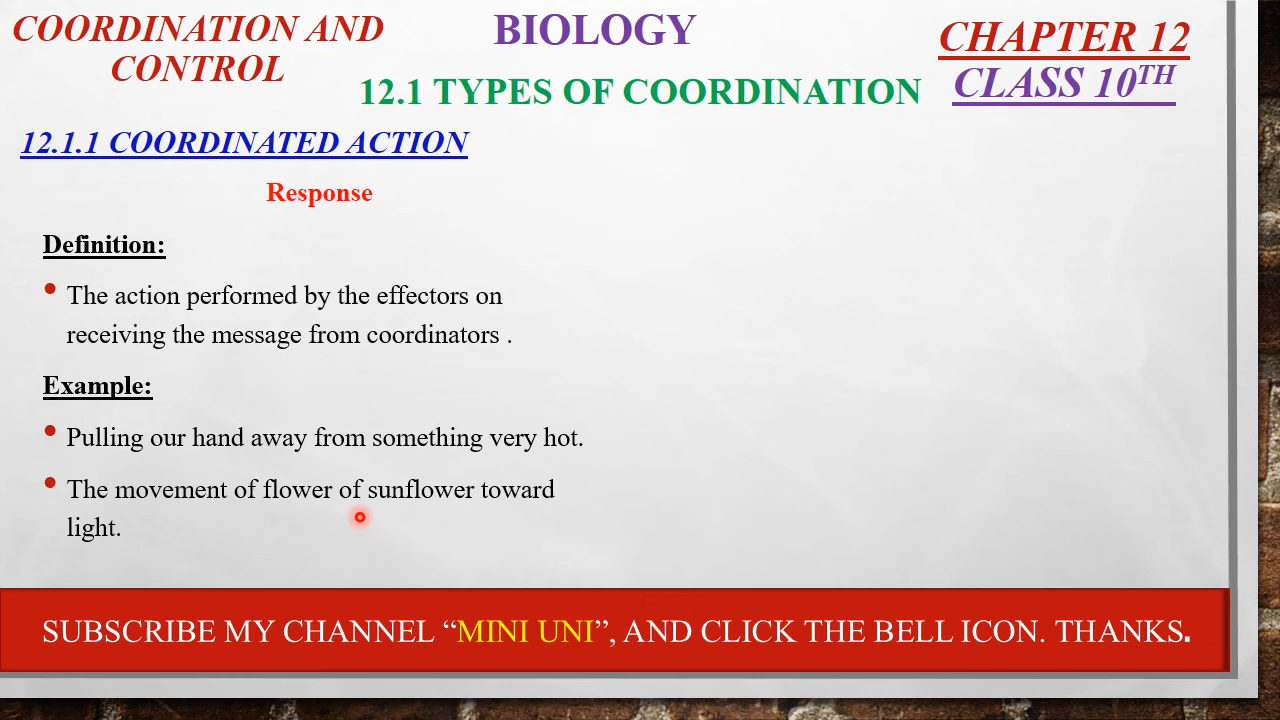 COORDINATION AND
CONTROL
BIOLOGY
12.1 TYPES OF COORDINATION
CHAPTER 12
CLASS 10TH
12.1.1 COORDINATED ACTION
Response
Definition:
• The action performed by the effectors on
receiving the message from coordinators .
Example:
• Pulling our hand away from something very hot.
• The movement of flower of sunflower toward
light.
SUBSCRIBE MY CHANNEL “MINI UNI”, AND CLICK THE BELL ICON. THANKS.